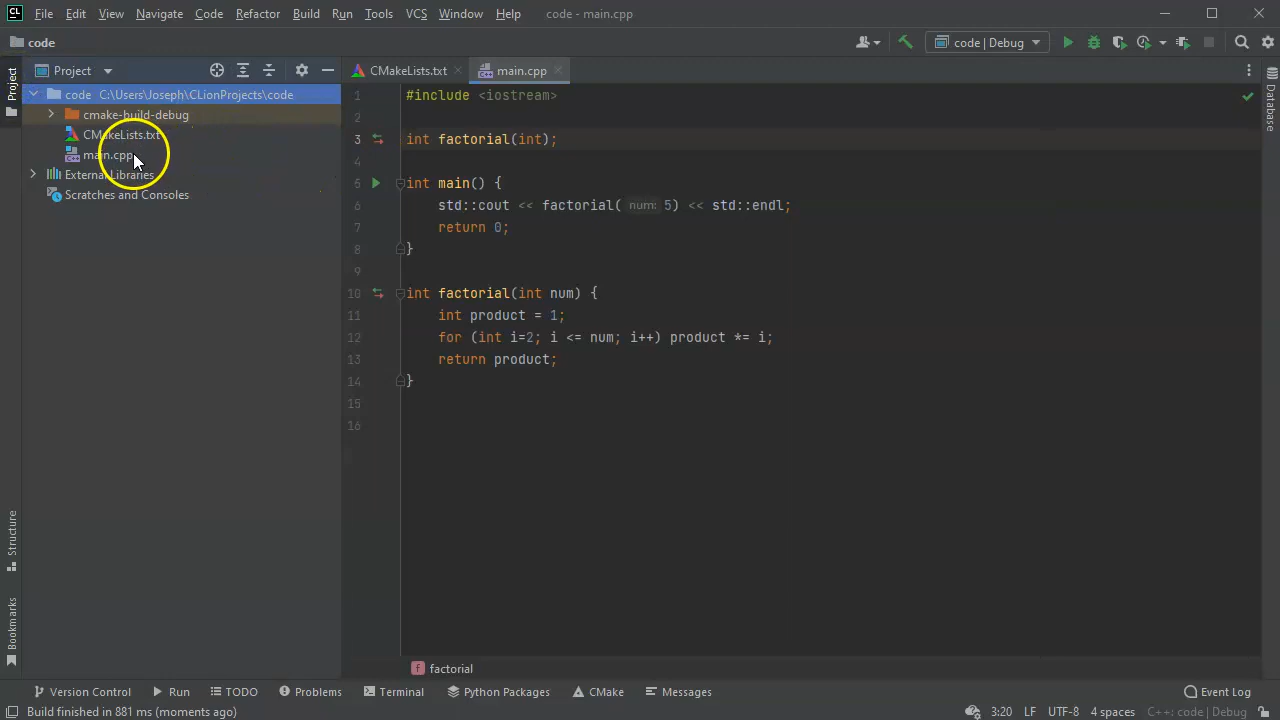 CL File Edit View Navigate Code Refactor Build Run Tools VCS Window Help code - main.cpp
code
code | Debug
Project
Project
CMakeLists.txt
main.cpp
Database
code C:\Users\Joseph\CLionProjects\code
cmake-build-debug
CMakeLists.txt
main.cpp
External Libraries
Scratches and Consoles
1 #include <iostream>
2
3 int factorial(int);
4
5 int main() {
6 std::cout << factorial( num: 5) << std::endl;
7 return 0;
8 }
9
10 int factorial(int num) {
11 int product = 1;
12 for (int i=2; i <= num; i++) product *= i;
13 return product;
14 }
15
16
Structure
Bookmarks
f factorial
Version Control Run TODO Problems Terminal Python Packages CMake Messages Event Log
Build finished in 881 ms (moments ago) 3:20 LF UTF-8 4 spaces C++: code | Debug